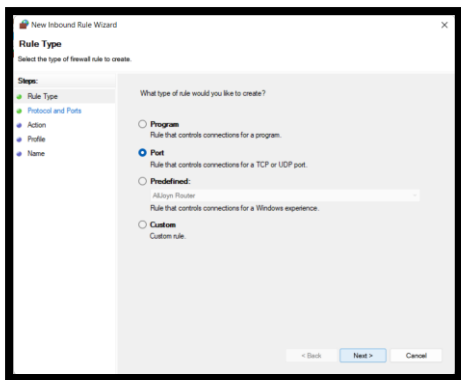 New Inbound Rule Wizard
Rule Type
Select the type of firewall rule to create.
Steps:
Rule Type
Protocol and Ports
Action
Profile
Name
What type of rule would you like to create?
Program
Rule that controls connections for a program.
Port
Rule that controls connections for a TCP or UDP port.
Predefined:
AllJoyn Router
Rule that controls connections for a Windows experience.
Custom
Custom rule.
< Back
Next >
Cancel